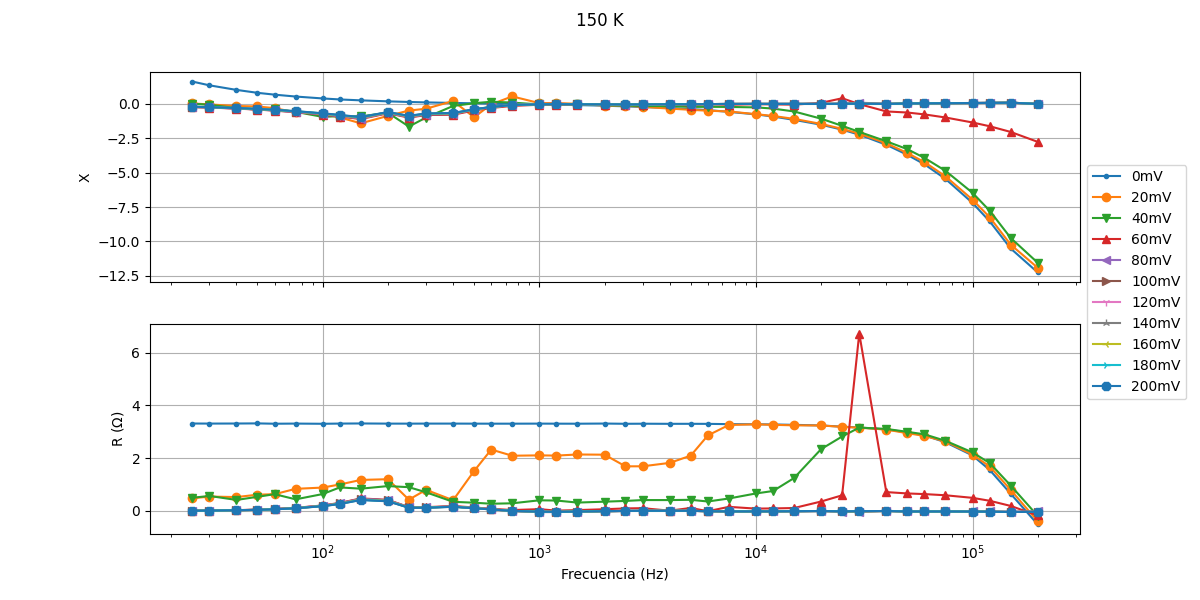 150 K
0.0
−2.5
−5.0
−7.5
−10.0
−12.5
X
6
4
2
0
R (Ω)
10²
10³
10⁴
10⁵
Frecuencia (Hz)
0mV
20mV
40mV
60mV
80mV
100mV
120mV
140mV
160mV
180mV
200mV